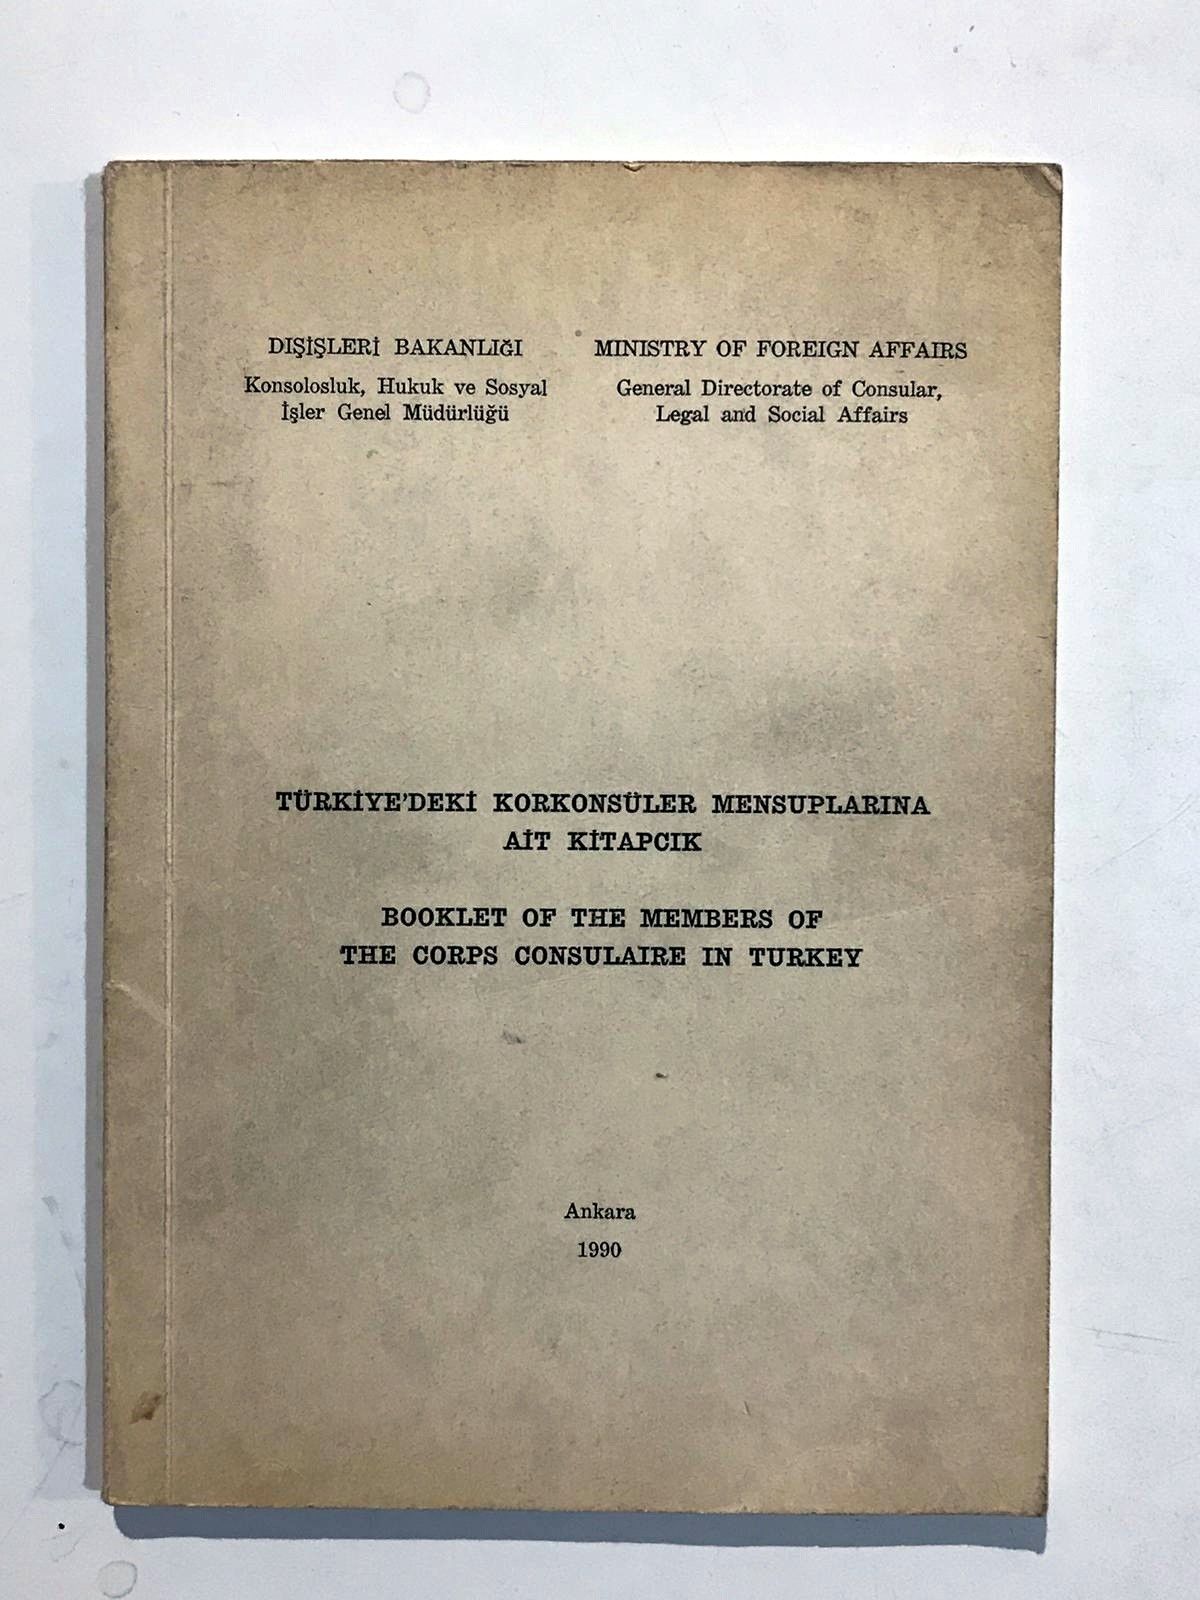 DIŞİŞLERİ BAKANLIĞI
Konsolosluk, Hukuk ve Sosyal
İşler Genel Müdürlüğü
MINISTRY OF FOREIGN AFFAIRS
General Directorate of Consular,
Legal and Social Affairs
TÜRKİYE'DEKİ KORKONSÜLER MENSUPLARINA
AİT KİTAPCIK
BOOKLET OF THE MEMBERS OF
THE CORPS CONSULAIRE IN TURKEY
Ankara
1990